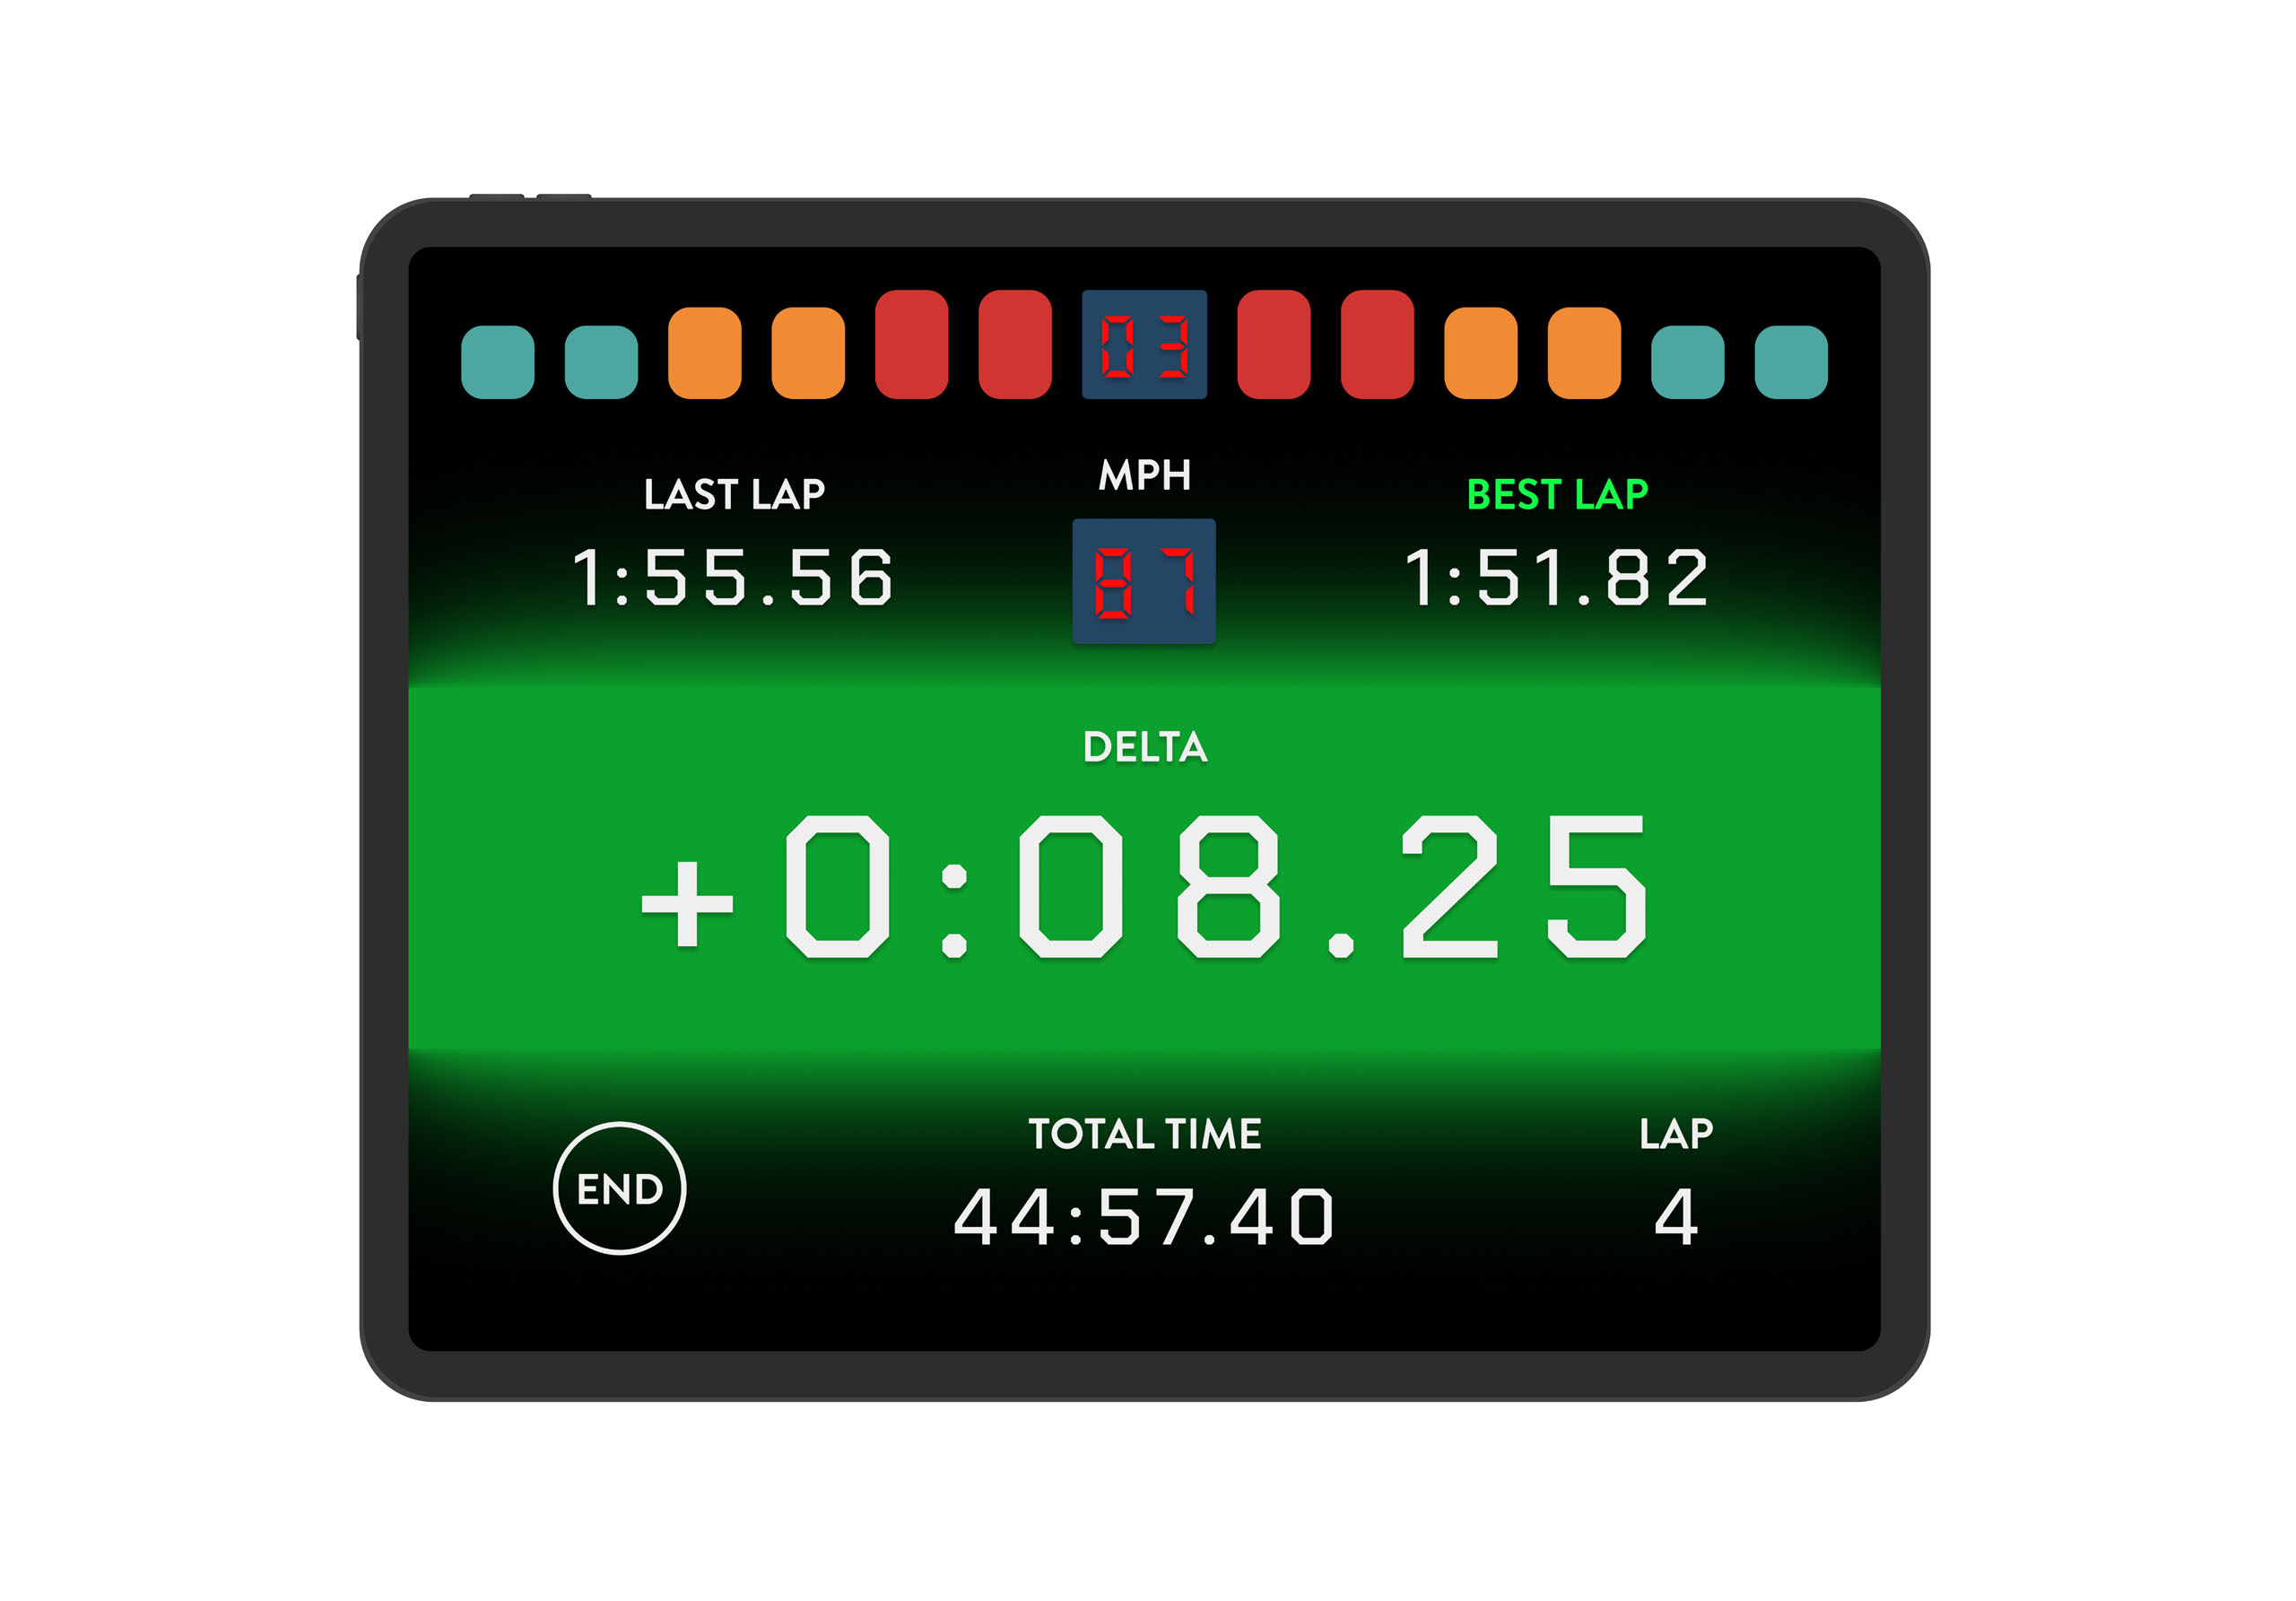 03
MPH
LAST LAP
BEST LAP
1:55.56
87
1:51.82
DELTA
+0:08.25
TOTAL TIME
LAP
END
44:57.40
4